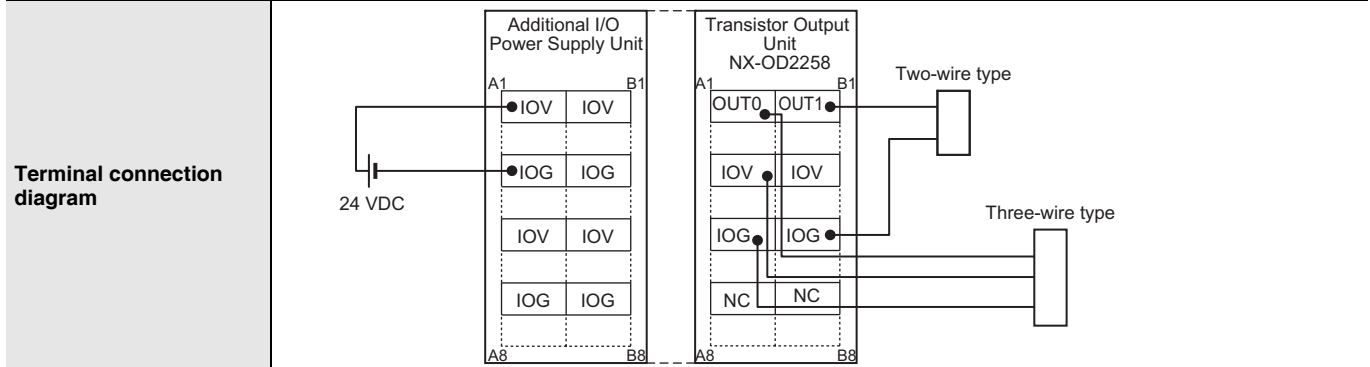 Terminal connection
diagram
Additional I/O
Power Supply Unit
A1 B1
IOV IOV
IOG IOG
IOV IOV
IOG IOG
A8 B8
24 VDC
Transistor Output
Unit
NX-OD2258
A1 B1
OUT0 OUT1
IOV IOV
IOG IOG
NC NC
A8 B8
Two-wire type
Three-wire type